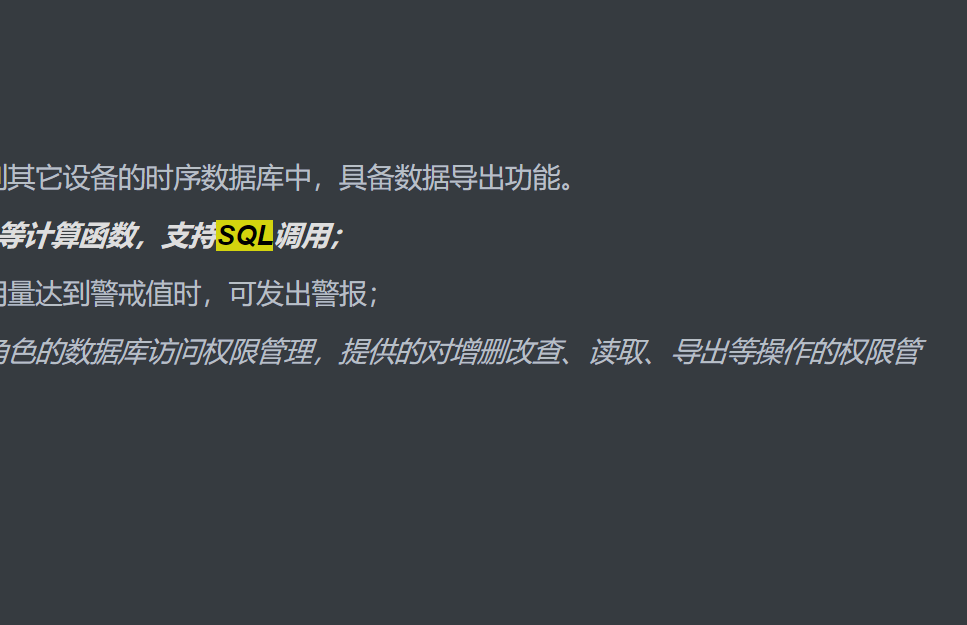 其它设备的时序数据库中，具备数据导出功能。
等计算函数，支持SQL调用；
量达到警戒值时，可发出警报；
角色的数据库访问权限管理，提供的对增删改查、读取、导出等操作的权限管